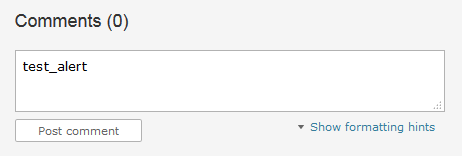 Comments (0)
test_alert
Post comment
Show formatting hints